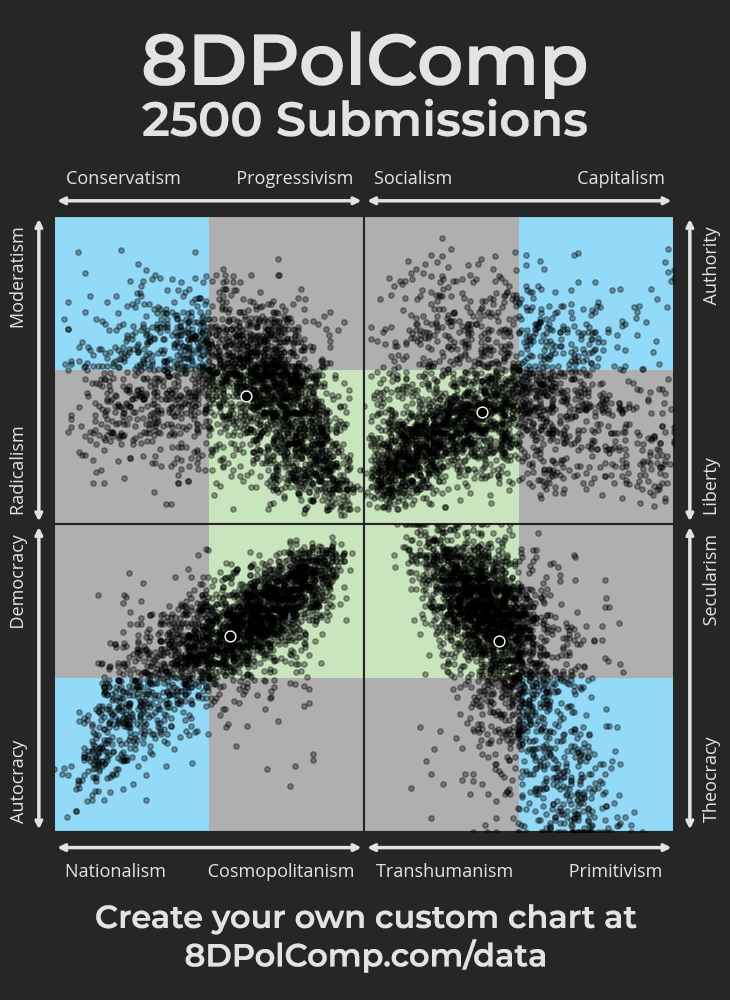 8DPolComp
2500 Submissions
Conservatism Progressivism Socialism Capitalism
Moderatism
Radicalism
Authority
Liberty
Democracy
Autocracy
Secularism
Theocracy
Nationalism Cosmopolitanism Transhumanism Primitivism
Create your own custom chart at
8DPolComp.com/data